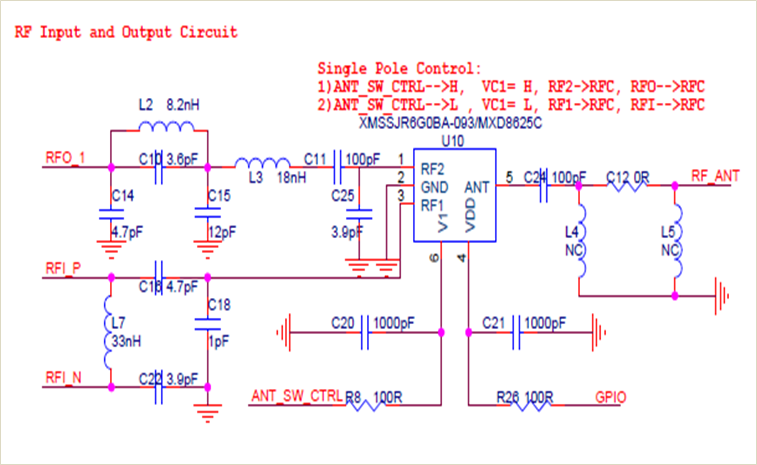 RF Input and Output Circuit
Single Pole Control:
1)ANT_SW_CTRL-->H, VC1= H, RF2->RFC, RFO-->RFC
2)ANT_SW_CTRL-->L , VC1= L, RF1->RFC, RFI-->RFC
XMSSJR6G0BA-093/MXD8625C
U10
L2 8.2nH
RFO_1
C10 3.6pF
C11 100pF
1
RF2
L3 18nH
2
GND
ANT
5
C24 100pF
C12 0R
RF_ANT
C14
C15
C25
3
RF1
V1
VDD
4.7pF
12pF
3.9pF
L4
NC
L5
NC
6
4
RFI_P
C16 4.7pF
C18
L7
33nH
1pF
C20 1000pF
C21 1000pF
RFI_N
C22 3.9pF
ANT_SW_CTRL
R8 100R
R26 100R
GPIO